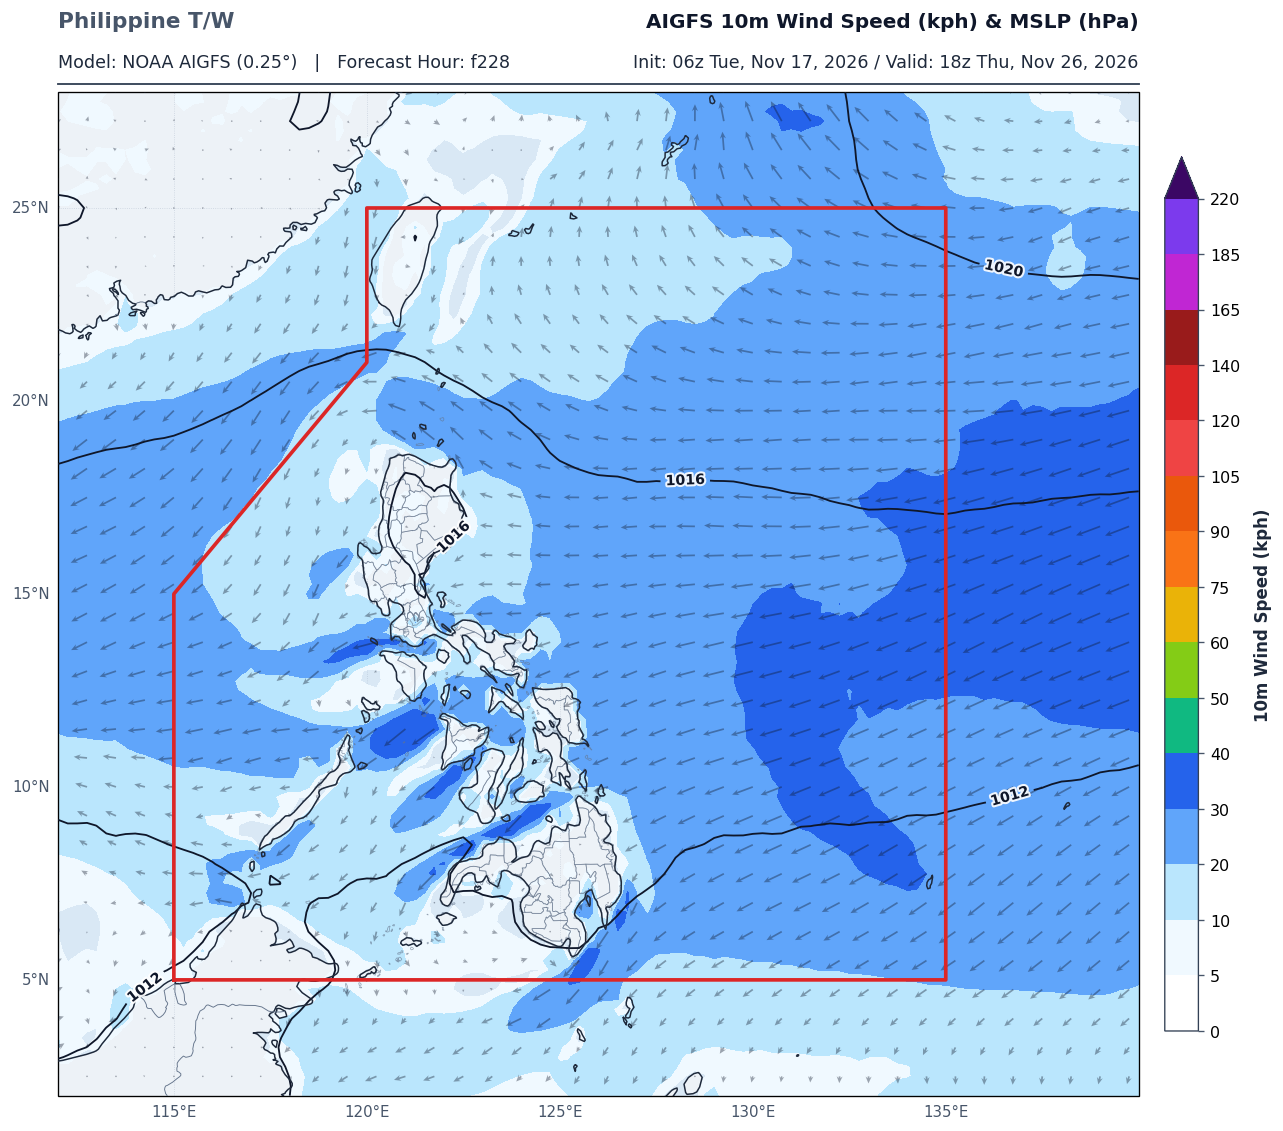 Philippine T/W
AIGFS 10m Wind Speed (kph) & MSLP (hPa)
Model: NOAA AIGFS (0.25°) | Forecast Hour: f228
Init: 06z Tue, Nov 17, 2026 / Valid: 18z Thu, Nov 26, 2026
25°N
20°N
15°N
10°N
5°N
115°E
120°E
125°E
130°E
135°E
1020
1016
1016
1012
1012
220
185
165
140
120
105
90
75
60
50
40
30
20
10
5
0
10m Wind Speed (kph)